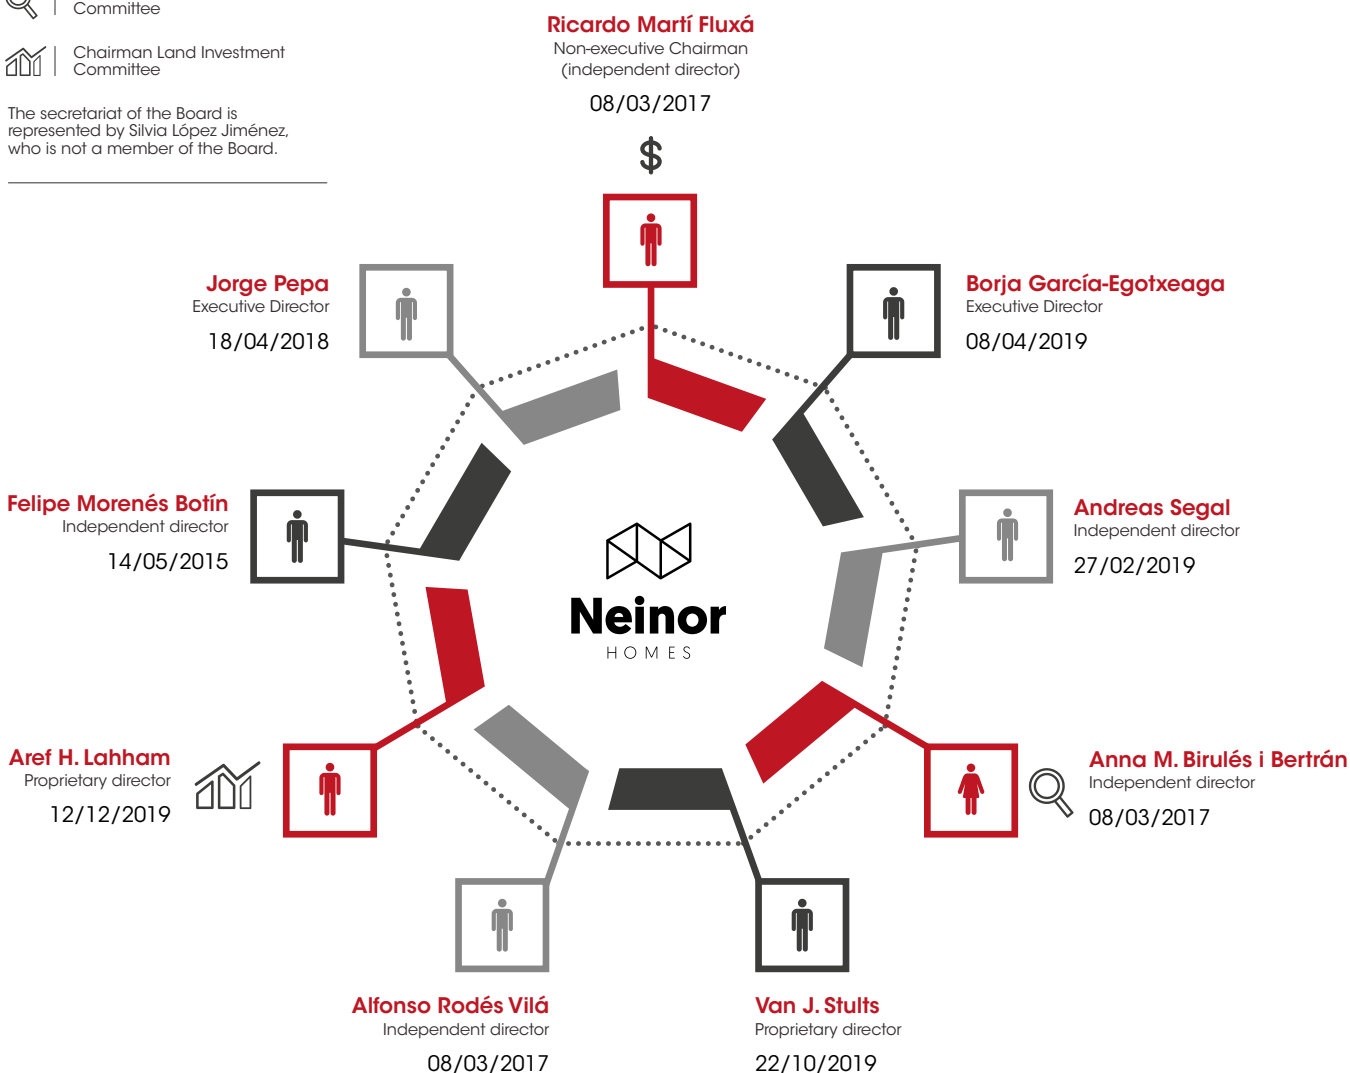 Committee
Chairman Land Investment
Committee
The secretariat of the Board is
represented by Silvia López Jiménez,
who is not a member of the Board.
Ricardo Martí Fluxá
Non-executive Chairman
(independent director)
08/03/2017
$
Jorge Pepa
Executive Director
18/04/2018
Borja García-Egotxeaga
Executive Director
08/04/2019
Felipe Morenés Botín
Independent director
14/05/2015
Andreas Segal
Independent director
27/02/2019
Neinor
HOMES
Aref H. Lahham
Proprietary director
12/12/2019
Anna M. Birulés i Bertrán
Independent director
08/03/2017
Alfonso Rodés Vilá
Independent director
08/03/2017
Van J. Stults
Proprietary director
22/10/2019